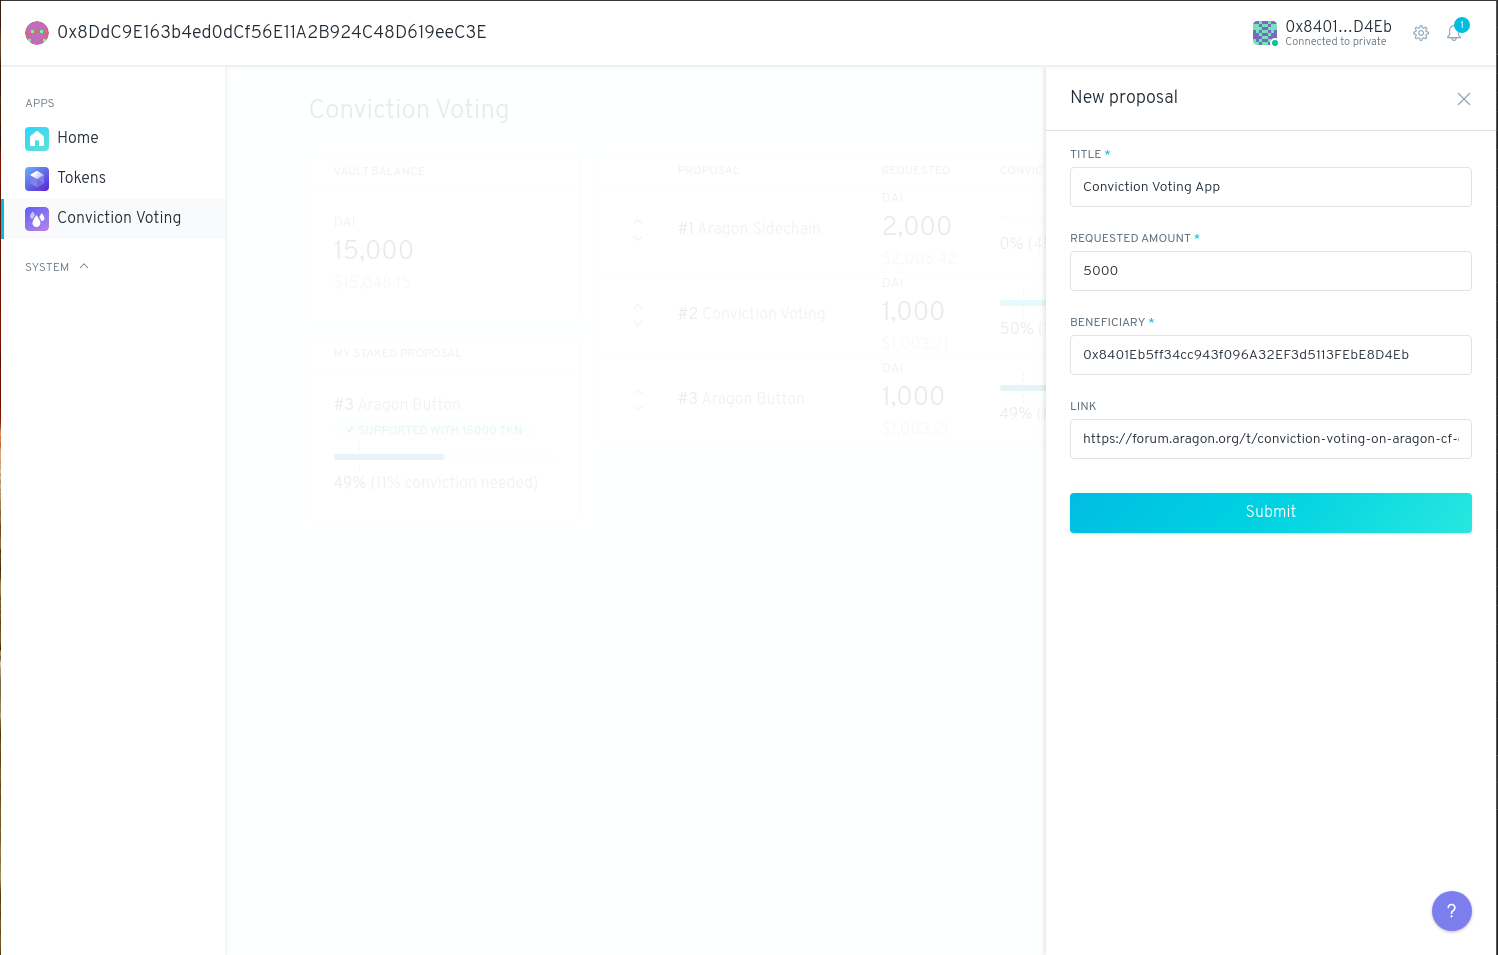 0x8DdC9E163b4ed0dCf56E11A2B924C48D619eeC3E
0x8401...D4Eb
Connected to private
1
APPS
Home
Tokens
Conviction Voting
SYSTEM
Conviction Voting
VAULT BALANCE
DAI
15,000
$15,048.15
MY STAKED PROPOSAL
#3 Aragon Button
✓ SUPPORTED WITH 15000 TKN
49% (11% conviction needed)
PROPOSAL
REQUESTED
CONVIC
#1 Aragon Sidechain
DAI
2,000
$2,006.42
0% (4
#2 Conviction Voting
DAI
1,000
$1,003.21
50% (
#3 Aragon Button
DAI
1,000
$1,003.21
49% (
New proposal
TITLE *
Conviction Voting App
REQUESTED AMOUNT *
5000
BENEFICIARY *
0x8401Eb5ff34cc943f096A32EF3d5113FEbE8D4Eb
LINK
https://forum.aragon.org/t/conviction-voting-on-aragon-cf-
Submit
?